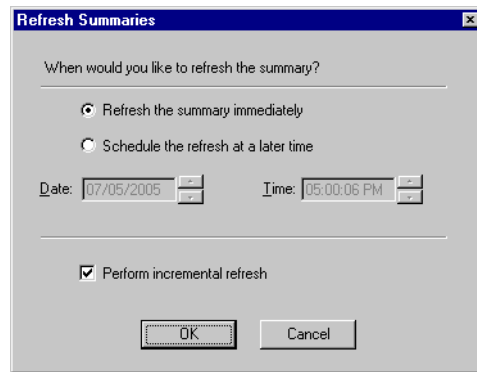 Refresh Summaries
When would you like to refresh the summary?
Refresh the summary immediately
Schedule the refresh at a later time
Date: 07/05/2005 Time: 05:00:06 PM
Perform incremental refresh
OK Cancel